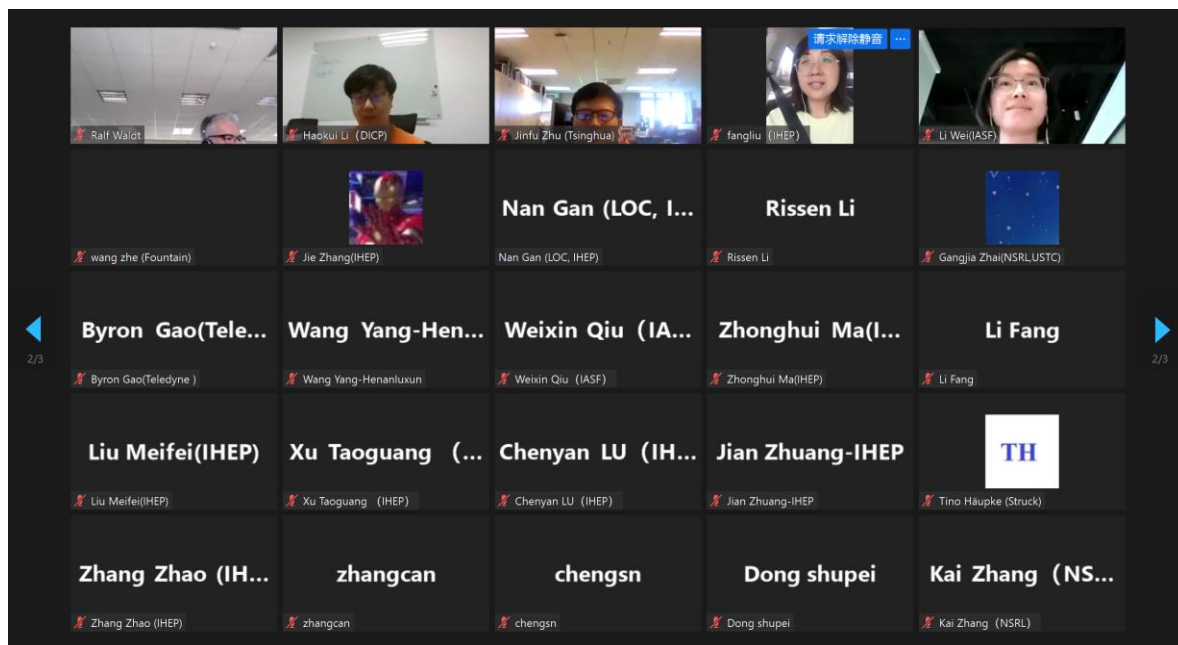 请求解除静音 ...
Ralf Waldt
Haokui Li（DICP）
Jinfu Zhu (Tsinghua)
fangliu（IHEP）
Li Wei(IASF)
Nan Gan (LOC, I...
Rissen Li
wang zhe (Fountain)
Jie Zhang(IHEP)
Nan Gan (LOC, IHEP)
Rissen Li
Gangjia Zhai(NSRL,USTC)
Byron Gao(Tele...
Wang Yang-Hen...
Weixin Qiu（IA...
Zhonghui Ma(I...
Li Fang
2/3
2/3
Byron Gao(Teledyne )
Wang Yang-Henanluxun
Weixin Qiu（IASF）
Zhonghui Ma(IHEP)
Li Fang
Liu Meifei(IHEP)
Xu Taoguang （...
Chenyan LU（IH...
Jian Zhuang-IHEP
TH
Liu Meifei(IHEP)
Xu Taoguang （IHEP）
Chenyan LU（IHEP）
Jian Zhuang-IHEP
Tino Häupke (Struck)
Zhang Zhao (IH...
zhangcan
chengsn
Dong shupei
Kai Zhang（NS...
Zhang Zhao (IHEP)
zhangcan
chengsn
Dong shupei
Kai Zhang（NSRL）